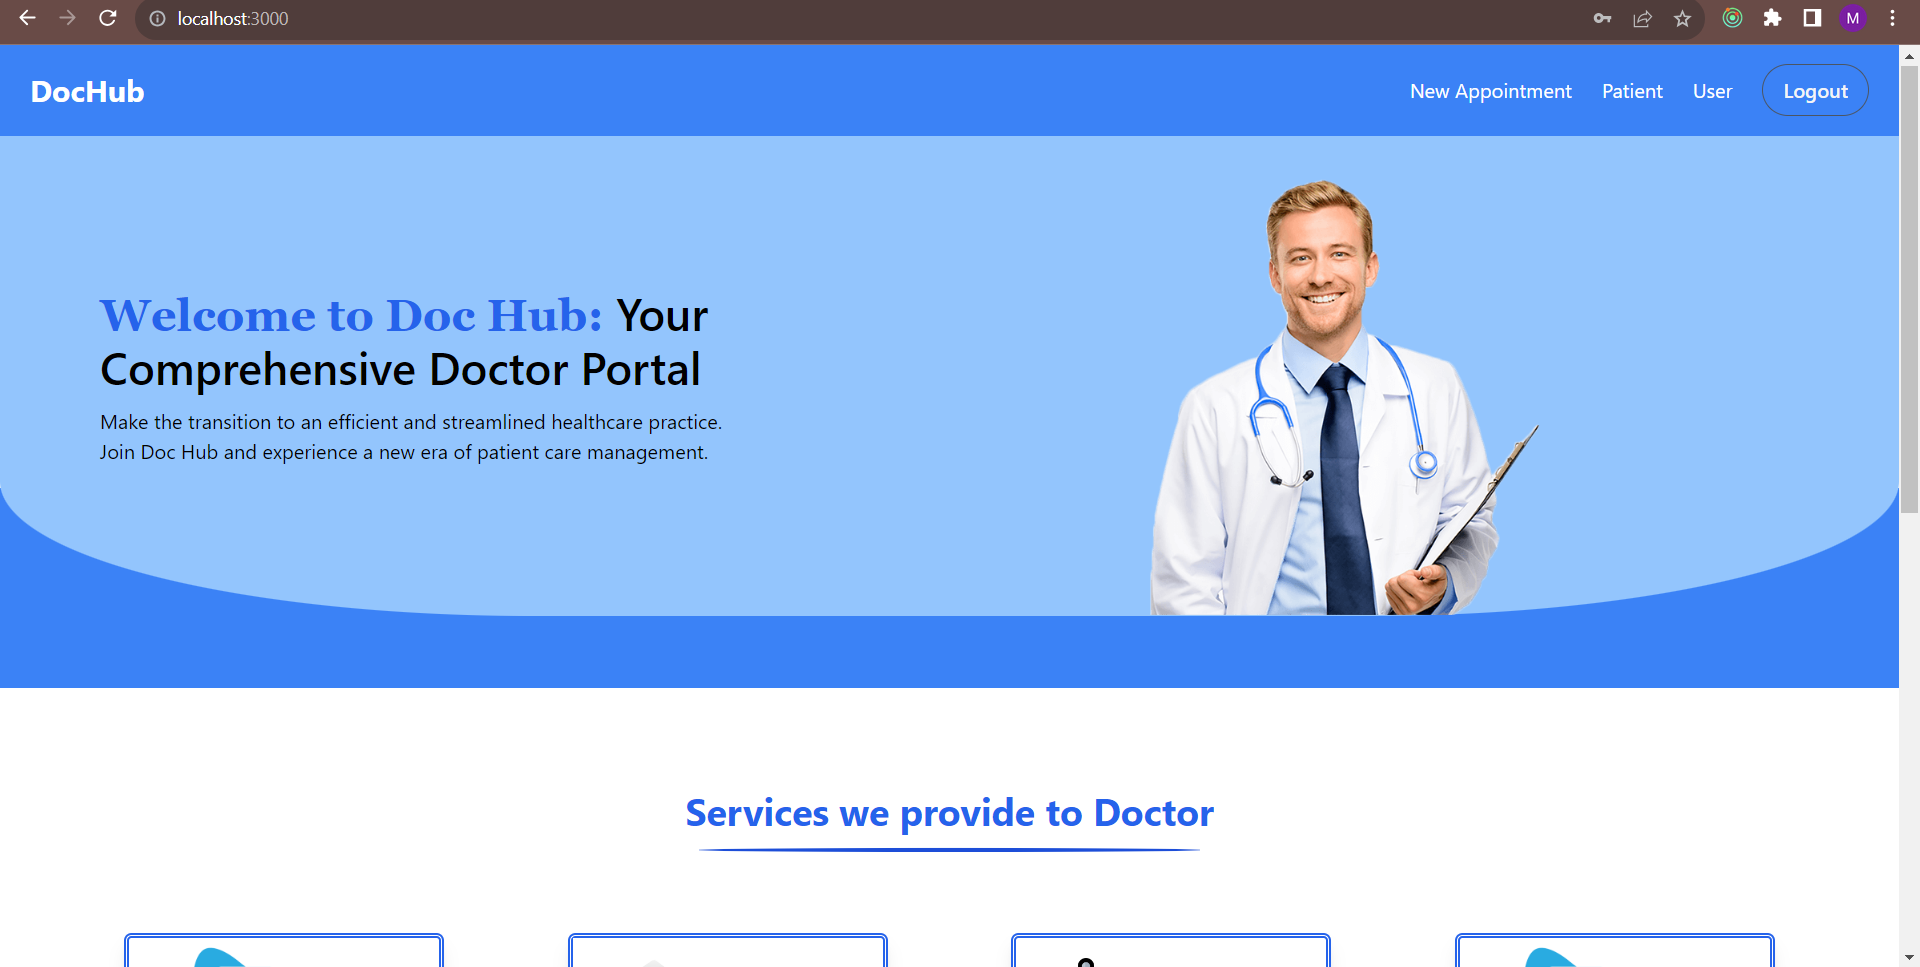 localhost:3000
M
DocHub
New Appointment Patient User Logout
Welcome to Doc Hub: Your
Comprehensive Doctor Portal
Make the transition to an efficient and streamlined healthcare practice.
Join Doc Hub and experience a new era of patient care management.
Services we provide to Doctor